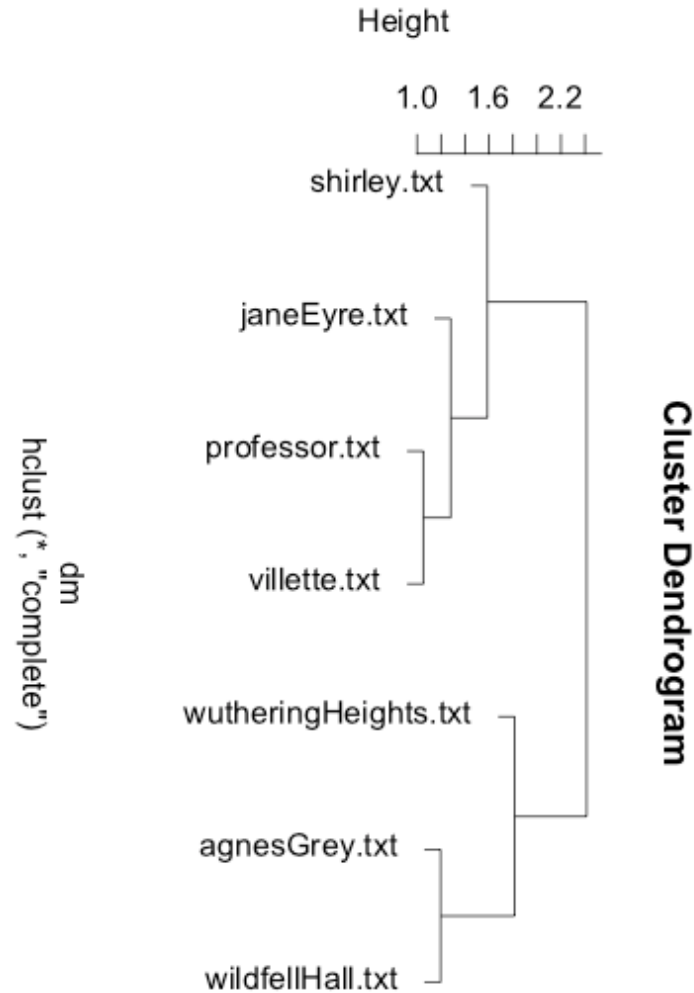 Height
1.0 1.6 2.2
shirley.txt
janeEyre.txt
professor.txt
villette.txt
wutheringHeights.txt
agnesGrey.txt
wildfellHall.txt
Cluster Dendrogram
dm
hclust (*, "complete")